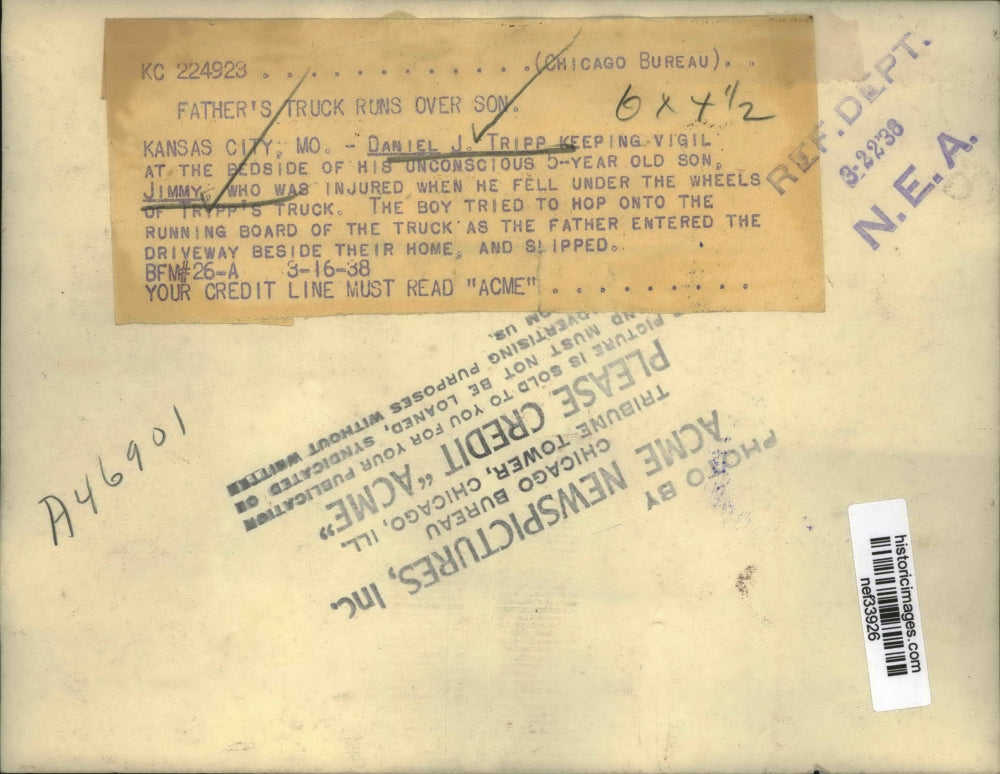 KC 224923 . . . . . . . . . . . . (CHICAGO BUREAU). .
FATHER'S TRUCK RUNS OVER SON.
6 x 4 1/2
KANSAS CITY, MO. - DANIEL J. TRIPP KEEPING VIGIL
AT THE BEDSIDE OF HIS UNCONSCIOUS 5-YEAR OLD SON,
JIMMY, WHO WAS INJURED WHEN HE FELL UNDER THE WHEELS
OF TRIPP'S TRUCK. THE BOY TRIED TO HOP ONTO THE
RUNNING BOARD OF THE TRUCK AS THE FATHER ENTERED THE
DRIVEWAY BESIDE THEIR HOME, AND SLIPPED.
BFM#26-A 3-16-38
YOUR CREDIT LINE MUST READ "ACME" . . . . . . . . . .
REF. DEPT.
3-22'38
N. E. A.
A46901
PHOTO BY
ACME NEWSPICTURES, Inc.
CHICAGO BUREAU
TRIBUNE TOWER, CHICAGO, ILL.
PLEASE CREDIT "ACME"
PICTURE IS SOLD TO YOU FOR YOUR PUBLICATION
AND MUST NOT BE LOANED, SYNDICATED OR
ADVERTISING PURPOSES WITHOUT WRITTEN
OM US.
historicimages.com
nef33926